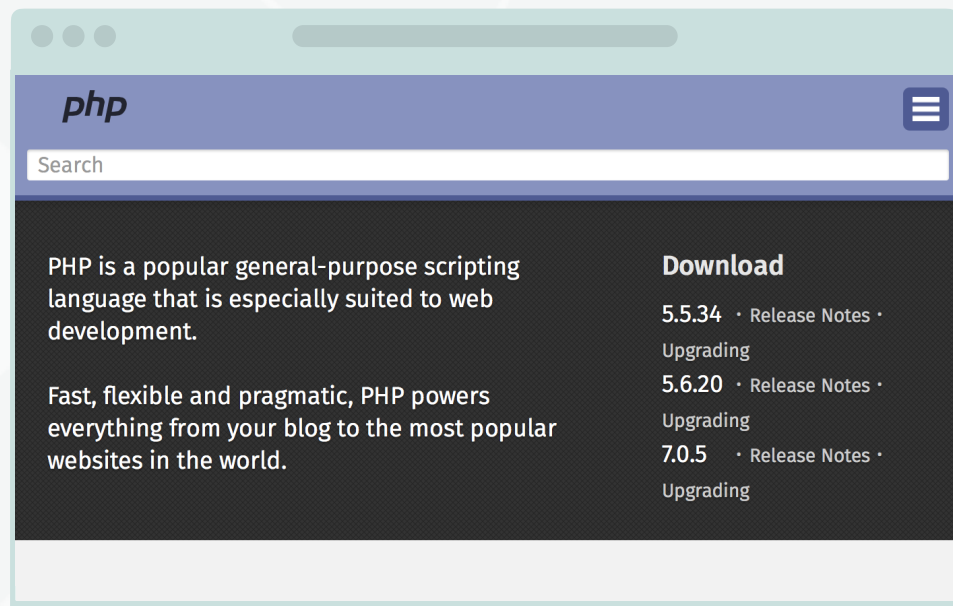 php
Search
PHP is a popular general-purpose scripting
language that is especially suited to web
development.
Fast, flexible and pragmatic, PHP powers
everything from your blog to the most popular
websites in the world.
Download
5.5.34 · Release Notes ·
Upgrading
5.6.20 · Release Notes ·
Upgrading
7.0.5 · Release Notes ·
Upgrading